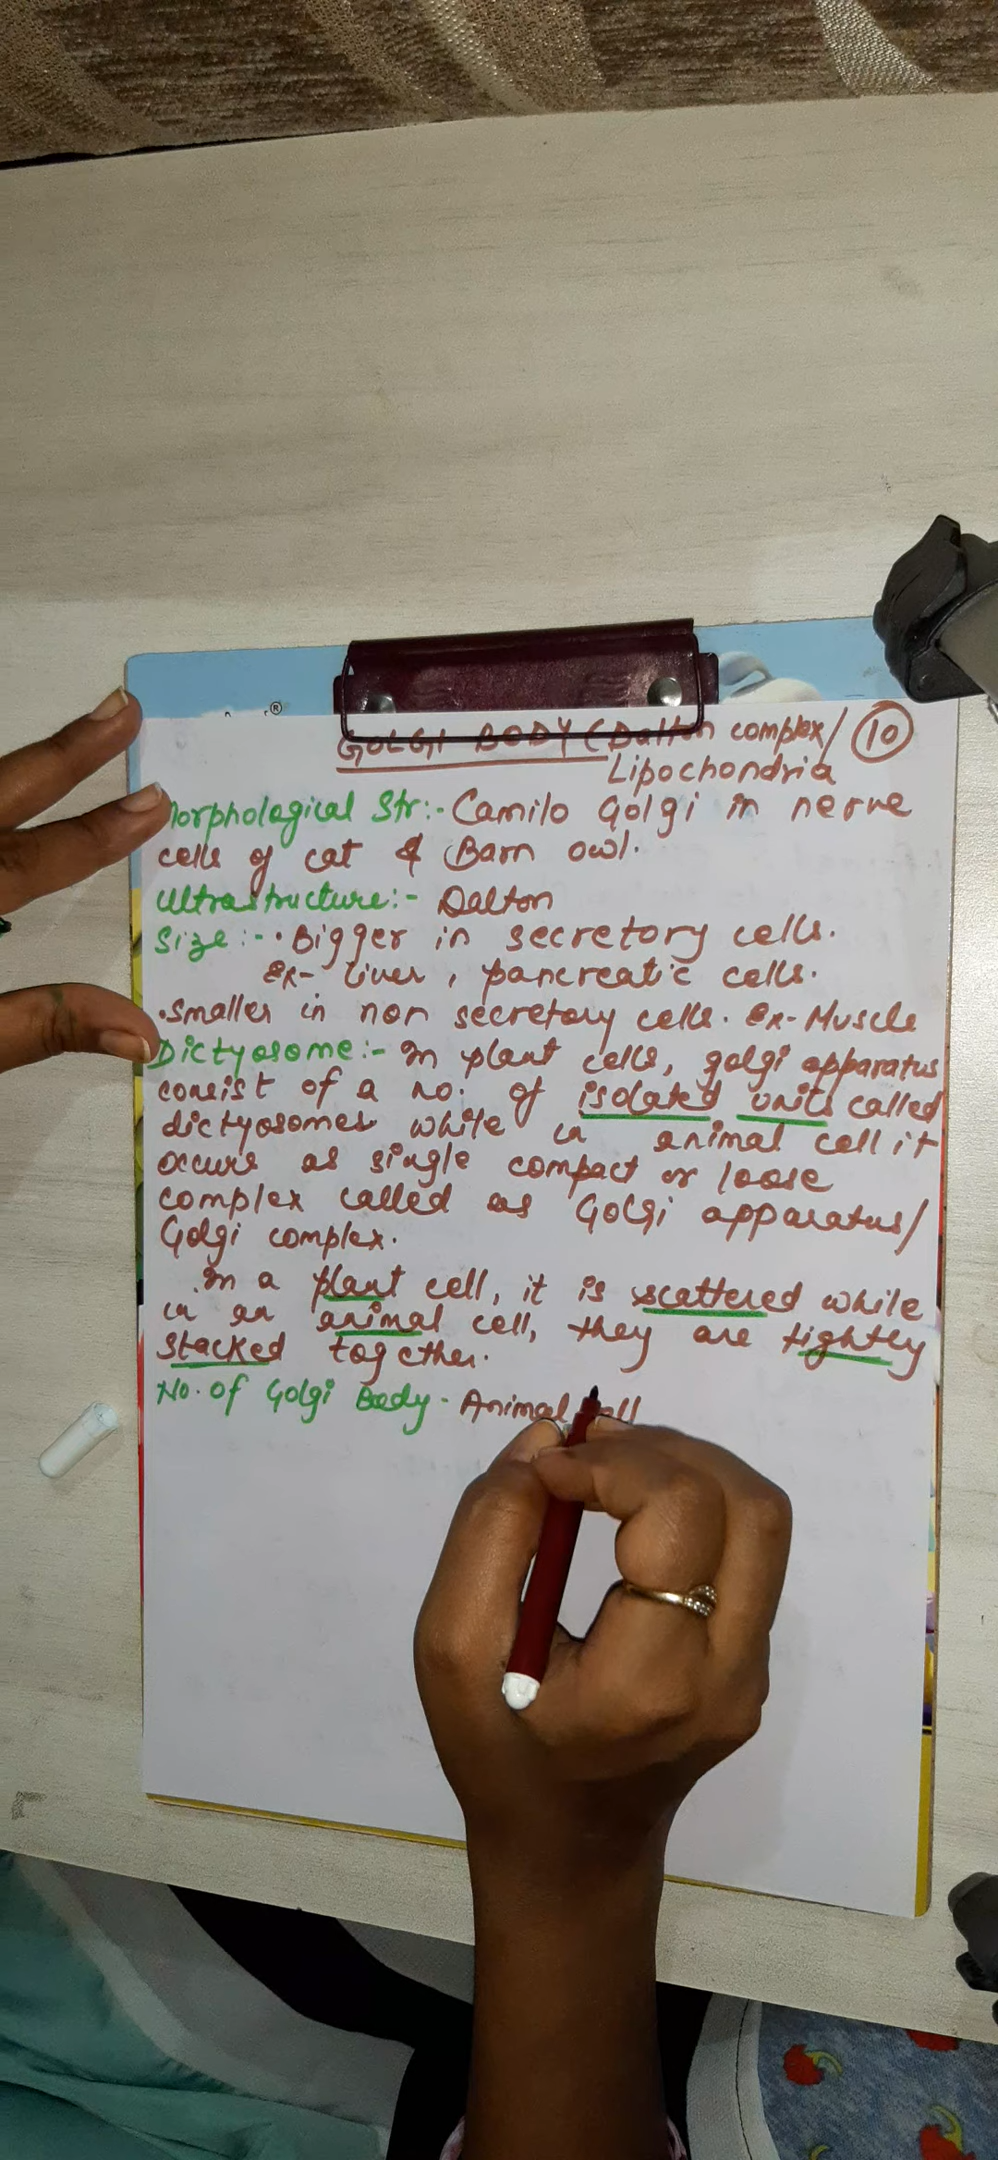 GOLGI BODY (Dalton complex/ 10
Lipochondria
Morphological Str:- Camilo Golgi in nerve
cells of cat & Barn owl.
Ultrastructure:- Dalton
Size:- • Bigger in secretory cells.
Ex- Liver, pancreatic cells.
• Smaller in non secretory cells. Ex- Muscle
Dictyosome:- In plant cells, golgi apparatus
consist of a no. of isolated units called
dictyosomes while in animal cell it
occurs as single compact or loose
complex called as Golgi apparatus/
Golgi complex.
In a plant cell, it is scattered while
in an animal cell, they are tightly
stacked together.
No. of Golgi Body - Animal